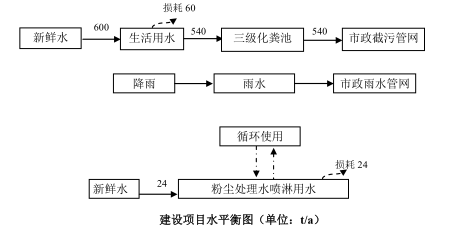 损耗 60
新鲜水 600 生活用水 540 三级化粪池 540 市政截污管网
降雨 雨水 市政雨水管网
循环使用
损耗 24
新鲜水 24 粉尘处理水喷淋用水
建设项目水平衡图（单位：t/a）